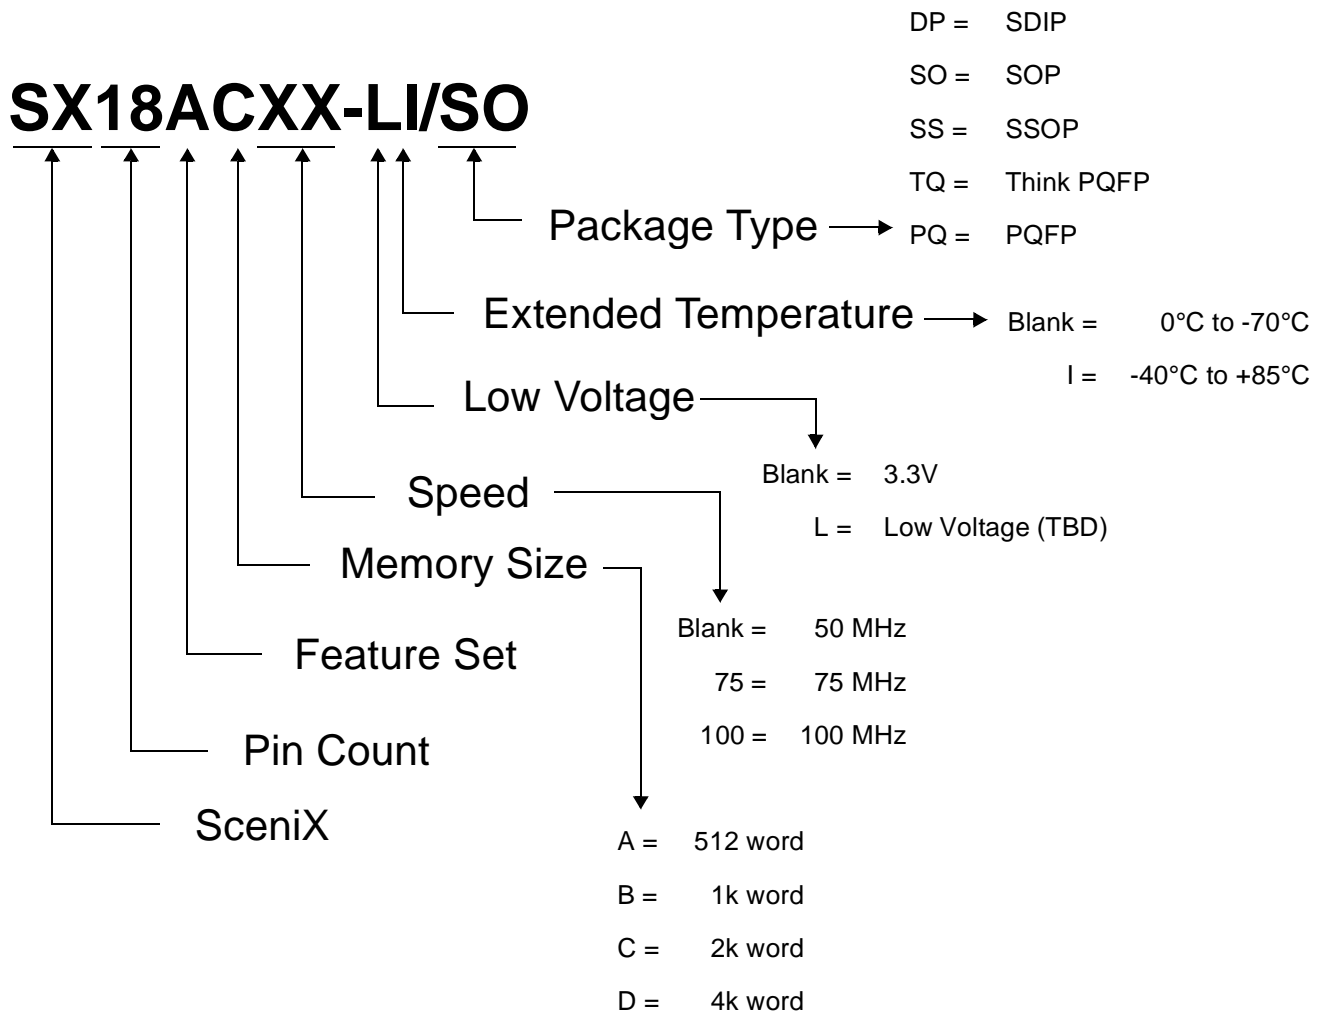 DP = SDIP
SO = SOP
SS = SSOP
TQ = Think PQFP
PQ = PQFP
SX18ACXX-LI/SO
Package Type
Extended Temperature
Blank = 0°C to -70°C
I = -40°C to +85°C
Low Voltage
Blank = 3.3V
L = Low Voltage (TBD)
Speed
Blank = 50 MHz
75 = 75 MHz
100 = 100 MHz
Memory Size
A = 512 word
B = 1k word
C = 2k word
D = 4k word
Feature Set
Pin Count
SceniX